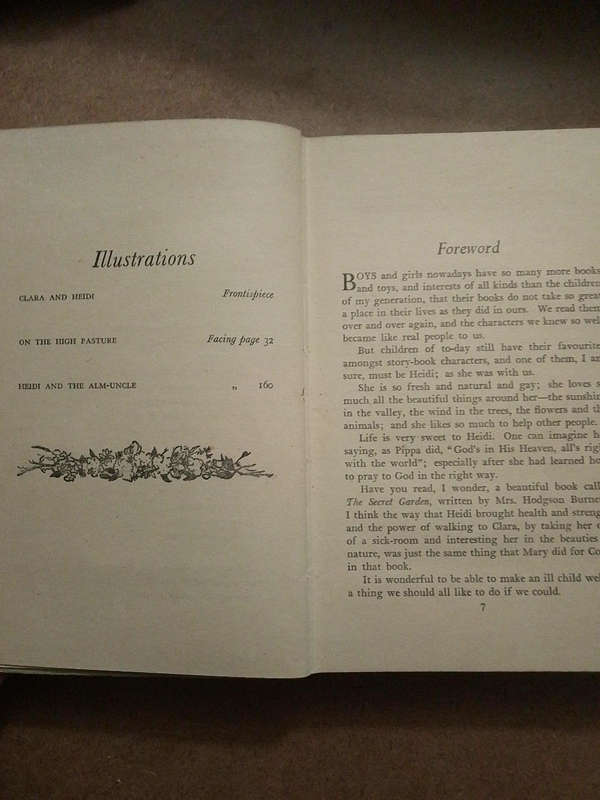 Illustrations
CLARA AND HEIDI Frontispiece
ON THE HIGH PASTURE Facing page 32
HEIDI AND THE ALM-UNCLE „ 160
Foreword
BOYS and girls nowadays have so many more books
and toys, and interests of all kinds than the children
of my generation, that their books do not take so great
a place in their lives as they did in ours. We read them
over and over again, and the characters we knew so well
became like real people to us.
But children of to-day still have their favourite
amongst story-book characters, and one of them, I am
sure, must be Heidi; as she was with us.
She is so fresh and natural and gay; she loves so
much all the beautiful things around her—the sunshine
in the valley, the wind in the trees, the flowers and the
animals; and she likes so much to help other people.
Life is very sweet to Heidi. One can imagine h
saying, as Pippa did, "God's in His Heaven, all's righ
with the world"; especially after she had learned ho
to pray to God in the right way.
Have you read, I wonder, a beautiful book calle
The Secret Garden, written by Mrs. Hodgson Burne
I think the way that Heidi brought health and streng
and the power of walking to Clara, by taking her o
of a sick-room and interesting her in the beauties
nature, was just the same thing that Mary did for Co
in that book.
It is wonderful to be able to make an ill child wel
a thing we should all like to do if we could.
7